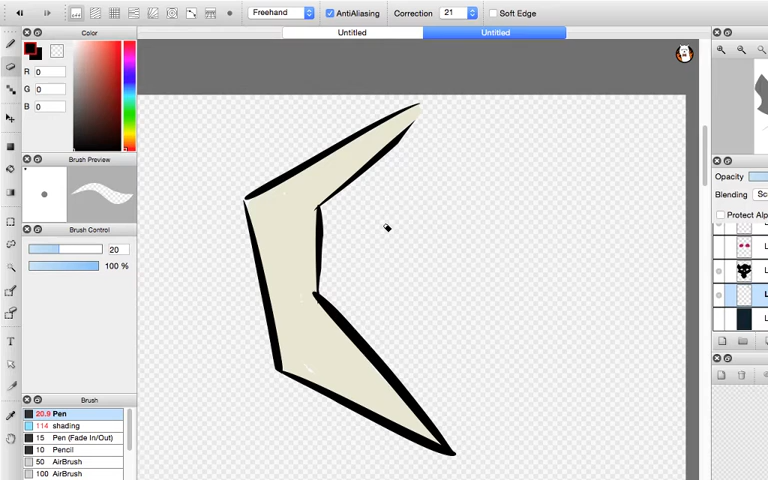 Freehand AntiAliasing Correction 21 Soft Edge
Untitled Untitled
Color
R 0
G 0
B 0
Brush Preview
Brush Control
20
100 %
Brush
20.9 Pen
114 shading
15 Pen (Fade In/Out)
10 Pencil
50 AirBrush
100 AirBrush
T
Opacity
Blending
Protect Alp